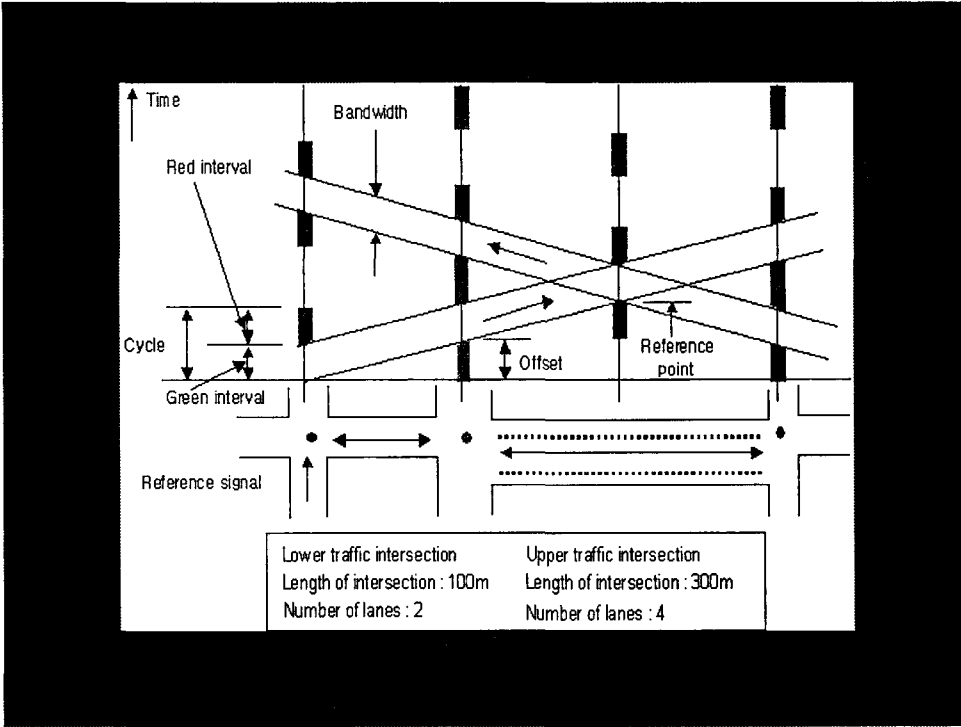 Time
Bandwidth
Red interval
Cycle
Offset
Reference
point
Green interval
Reference signal
Lower traffic intersection
Length of intersection : 100m
Number of lanes : 2
Upper traffic intersection
Length of intersection : 300m
Number of lanes : 4